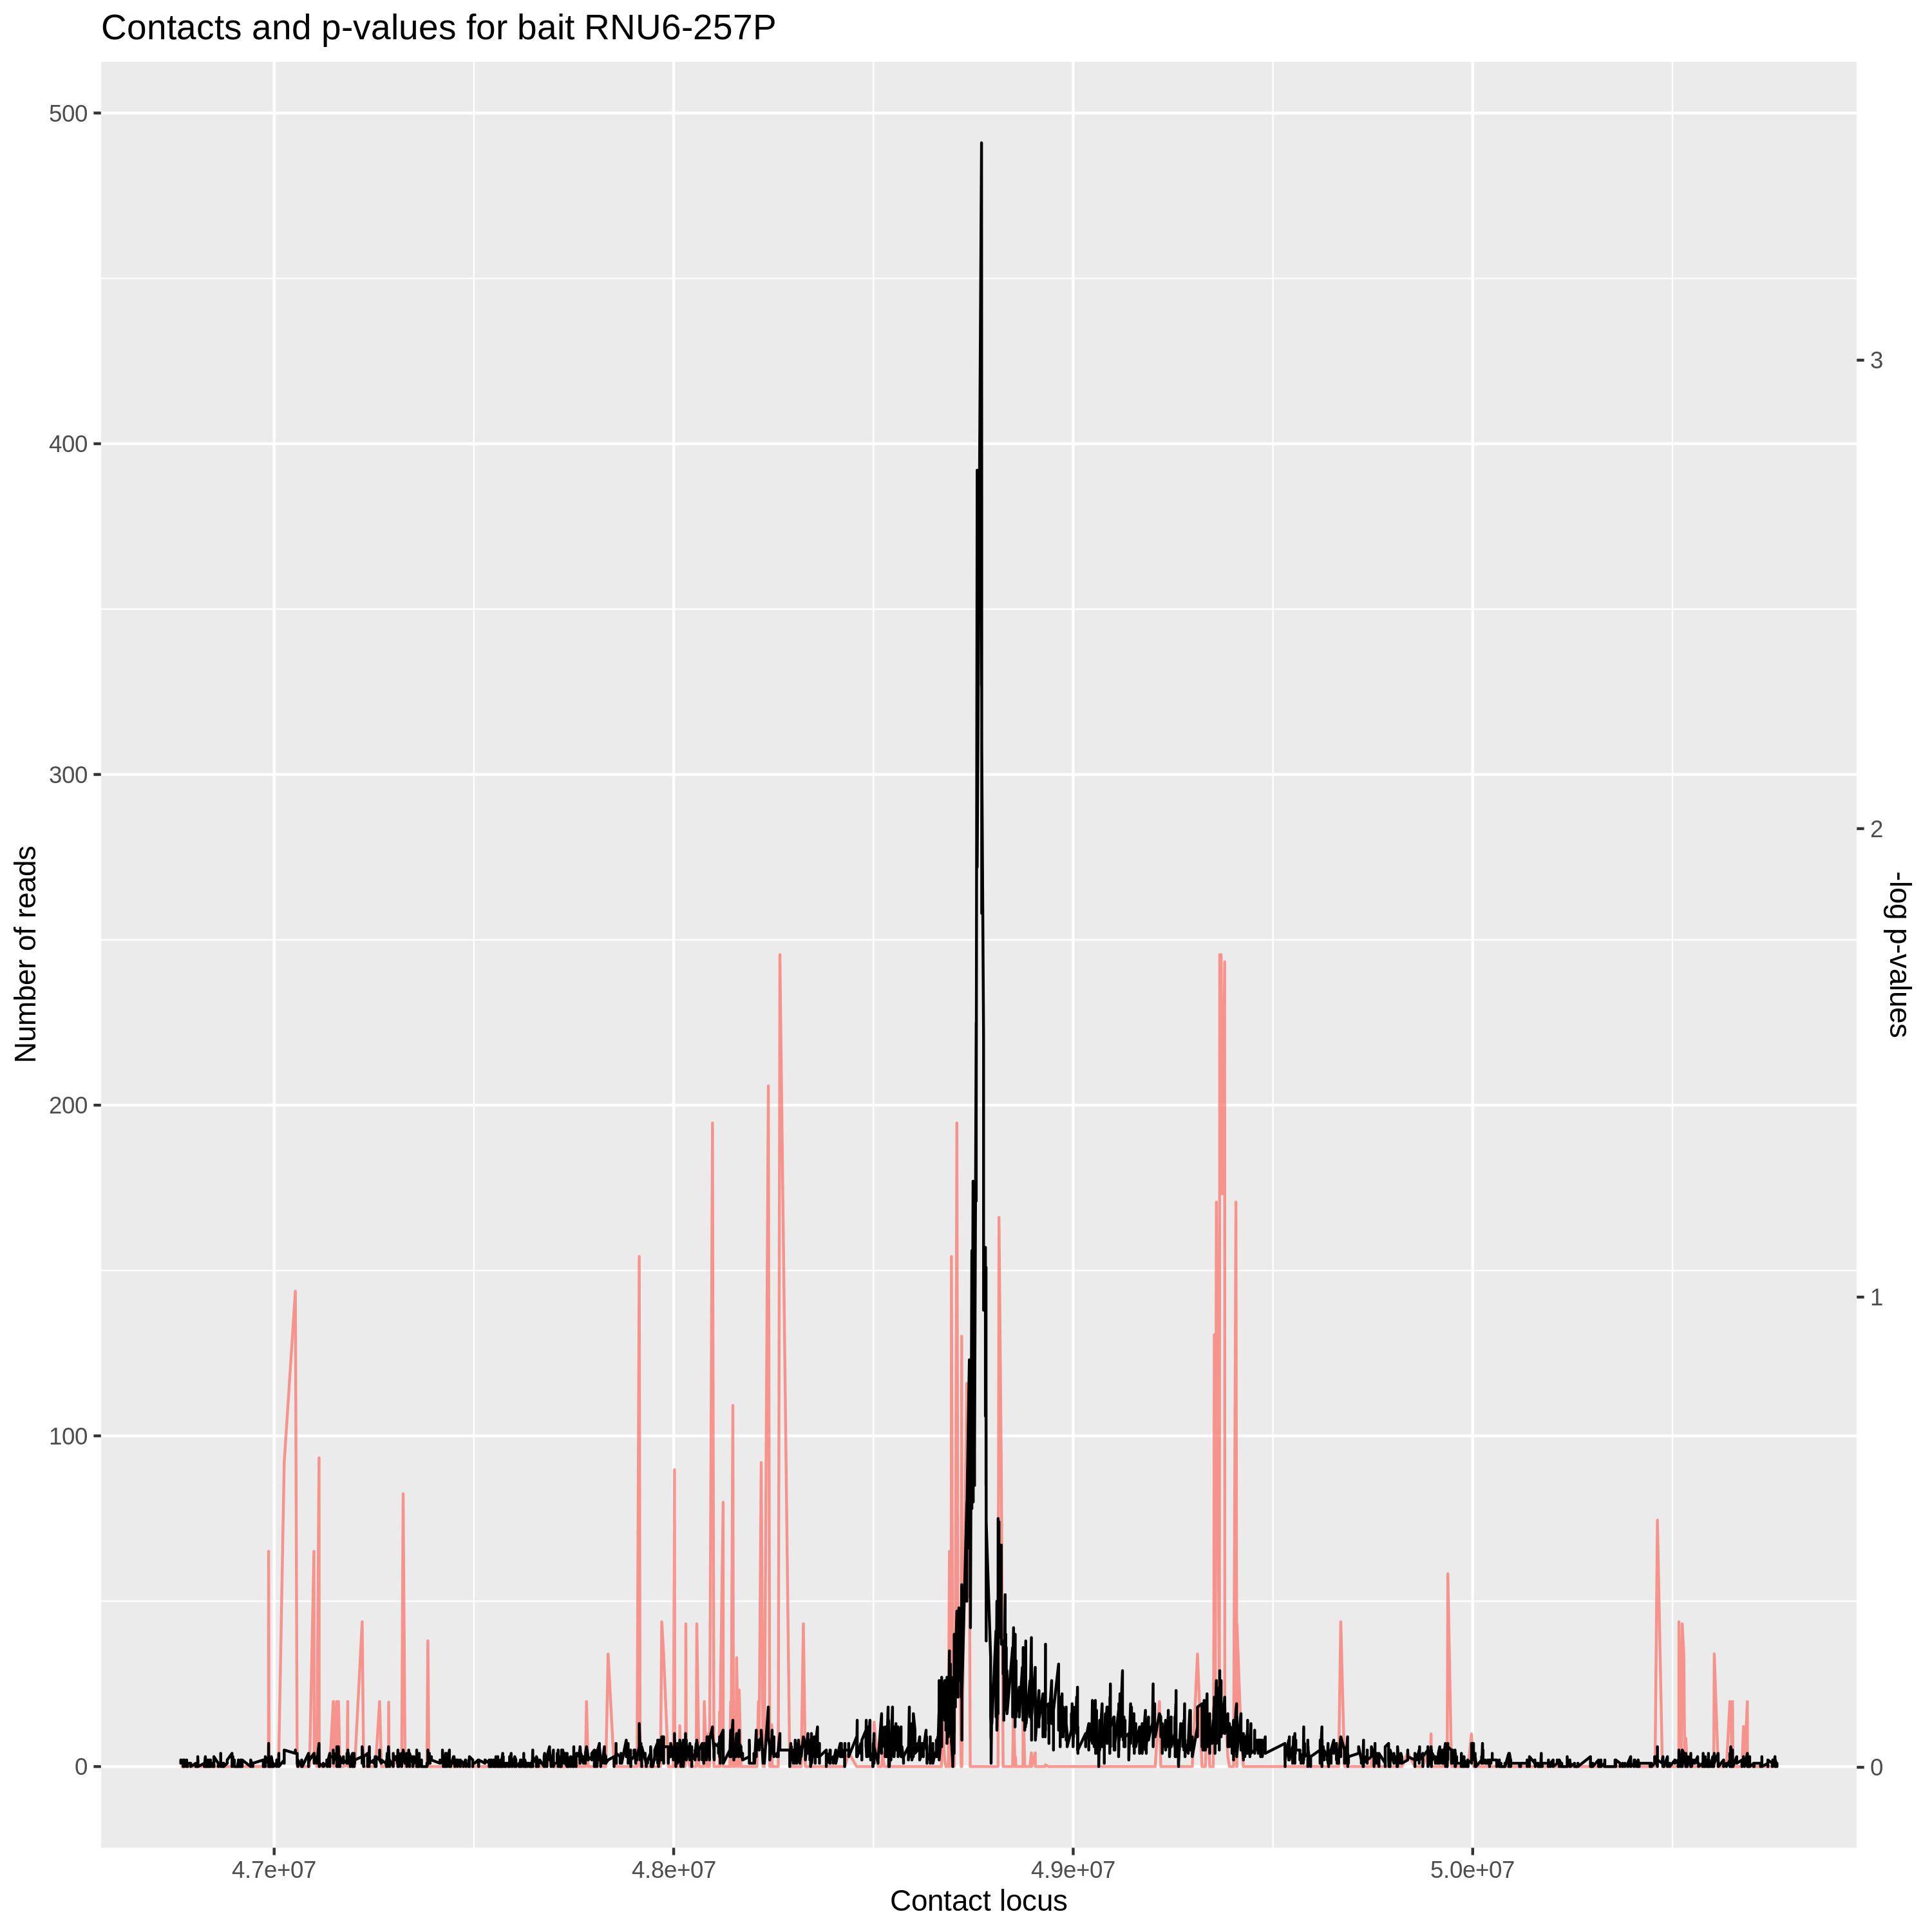 Contacts and p-values for bait RNU6-257P
500
400
300
200
100
0
Number of reads
3
2
1
0
-log p-values
4.7e+07 4.8e+07 4.9e+07 5.0e+07
Contact locus